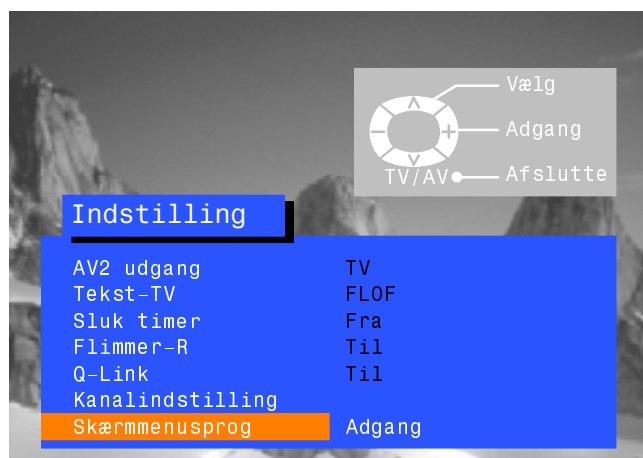 Vælg
Adgang
TV/AV Afslutte
Indstilling
AV2 udgang TV
Tekst-TV FLOF
Sluk timer Fra
Flimmer-R Til
Q-Link Til
Kanalindstilling
Skærmmenusprog Adgang